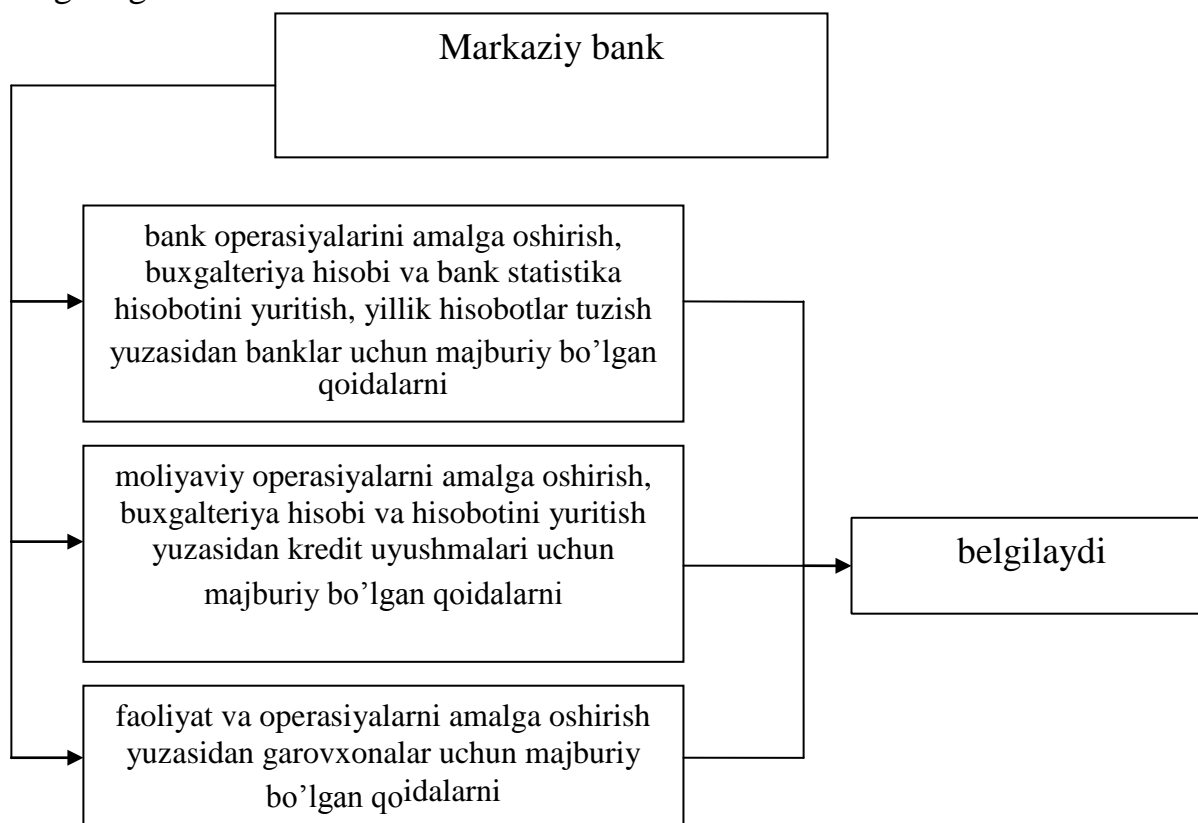 Markaziy bank
bank operasiyalarini amalga oshirish,
buxgalteriya hisobi va bank statistika
hisobotini yuritish, yillik hisobotlar tuzish
yuzasidan banklar uchun majburiy bo’lgan
qoidalarni
moliyaviy operasiyalarni amalga oshirish,
buxgalteriya hisobi va hisobotini yuritish
yuzasidan kredit uyushmalari uchun
majburiy bo’lgan qoidalarni
belgilaydi
faoliyat va operasiyalarni amalga oshirish
yuzasidan garovxonalar uchun majburiy
bo’lgan qoidalarni